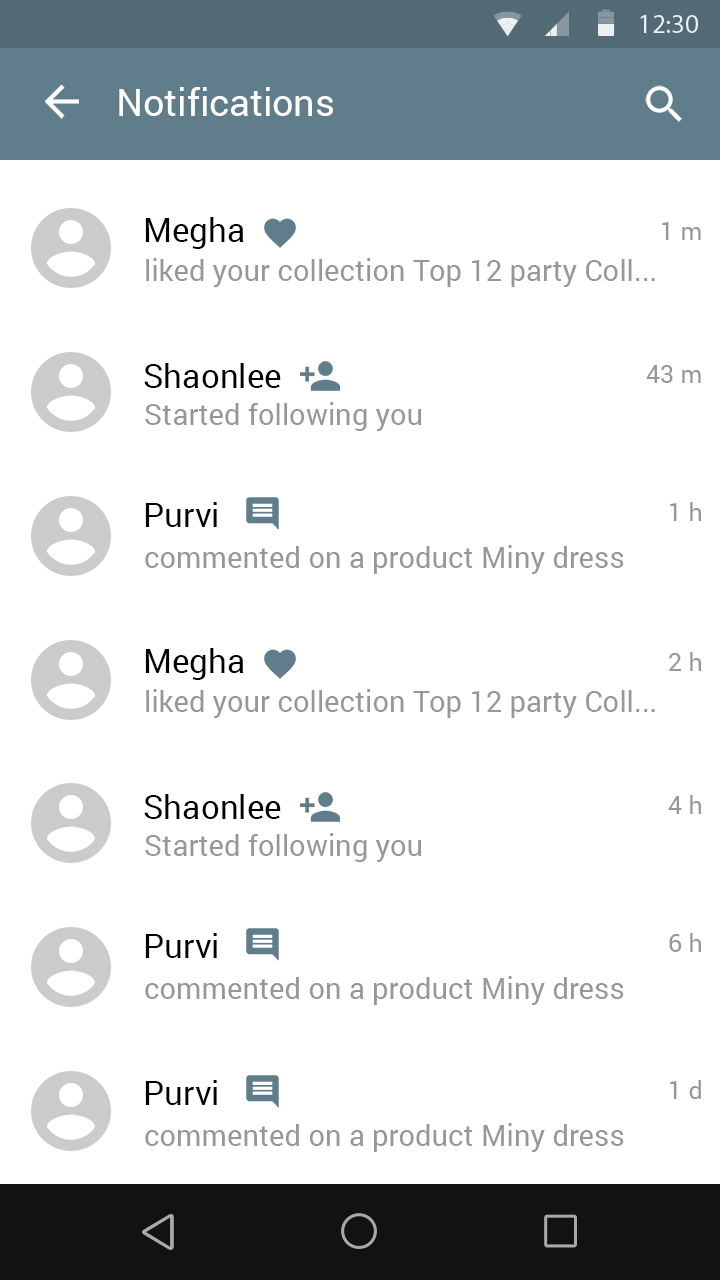 12:30
Notifications
Megha 1 m
liked your collection Top 12 party Coll...
Shaonlee 43 m
Started following you
Purvi 1 h
commented on a product Miny dress
Megha 2 h
liked your collection Top 12 party Coll...
Shaonlee 4 h
Started following you
Purvi 6 h
commented on a product Miny dress
Purvi 1 d
commented on a product Miny dress